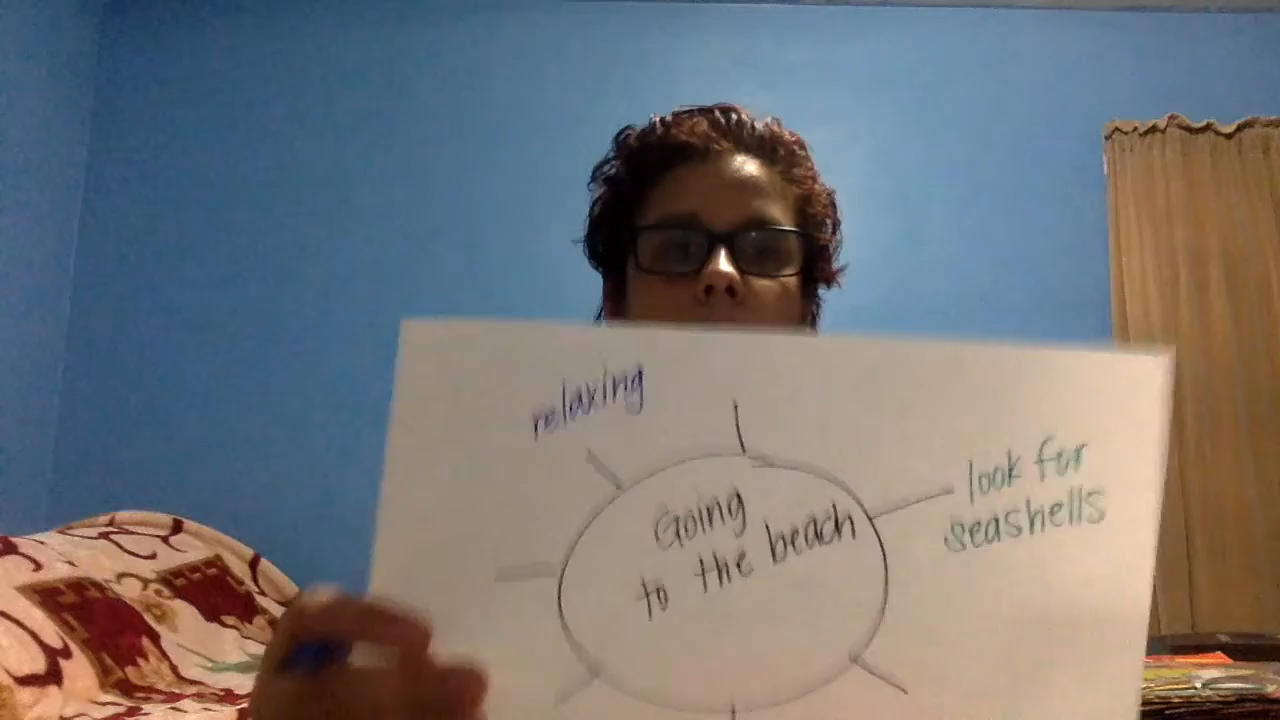 relaxing
Going
to the beach
look for
seashells